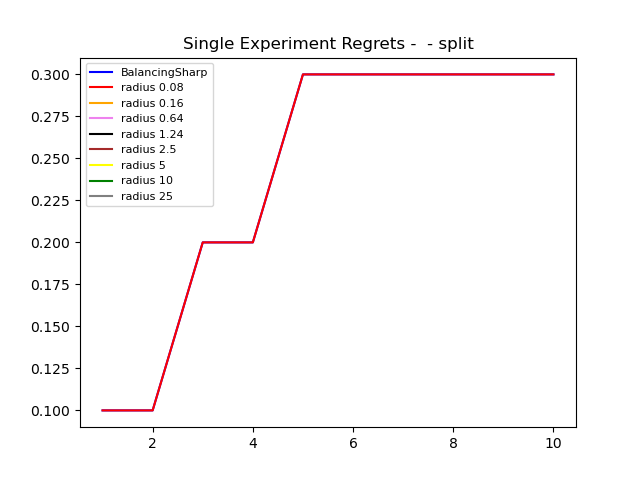 Single Experiment Regrets -  - split
0.300
0.275
0.250
0.225
0.200
0.175
0.150
0.125
0.100
BalancingSharp
radius 0.08
radius 0.16
radius 0.64
radius 1.24
radius 2.5
radius 5
radius 10
radius 25
2 4 6 8 10